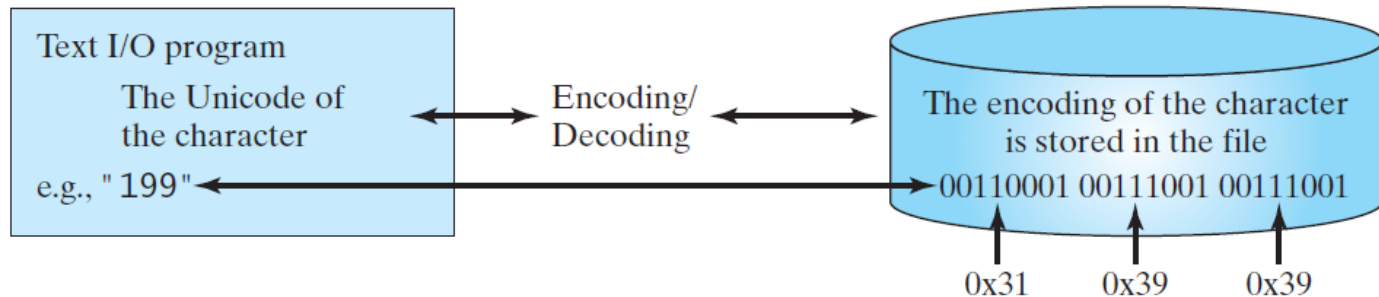 Text I/O program
The Unicode of
the character
e.g., "199"
Encoding/
Decoding
The encoding of the character
is stored in the file
00110001 00111001 00111001
0x31 0x39 0x39